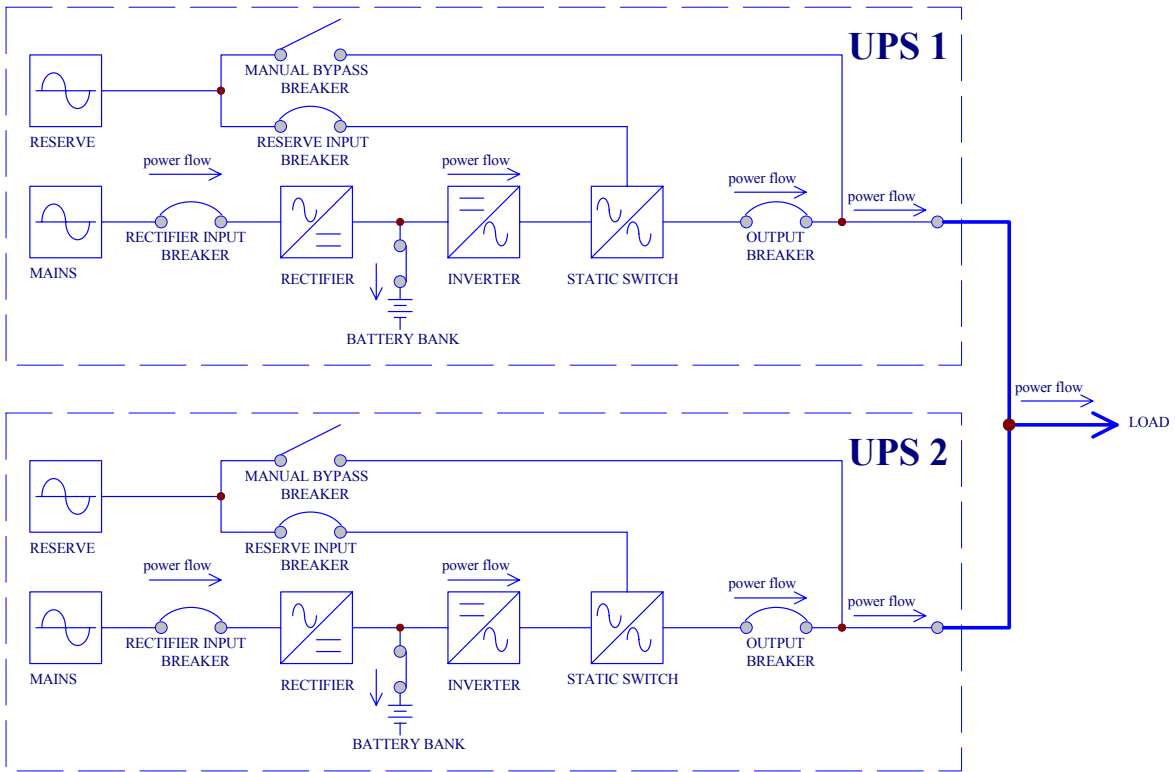 UPS 1
MANUAL BYPASS
BREAKER
RESERVE
RESERVE INPUT
BREAKER
power flow
power flow
power flow
power flow
RECTIFIER INPUT
BREAKER
OUTPUT
BREAKER
MAINS
RECTIFIER
INVERTER
STATIC SWITCH
BATTERY BANK
power flow
LOAD
UPS 2
MANUAL BYPASS
BREAKER
RESERVE
RESERVE INPUT
BREAKER
power flow
power flow
power flow
power flow
RECTIFIER INPUT
BREAKER
OUTPUT
BREAKER
MAINS
RECTIFIER
INVERTER
STATIC SWITCH
BATTERY BANK